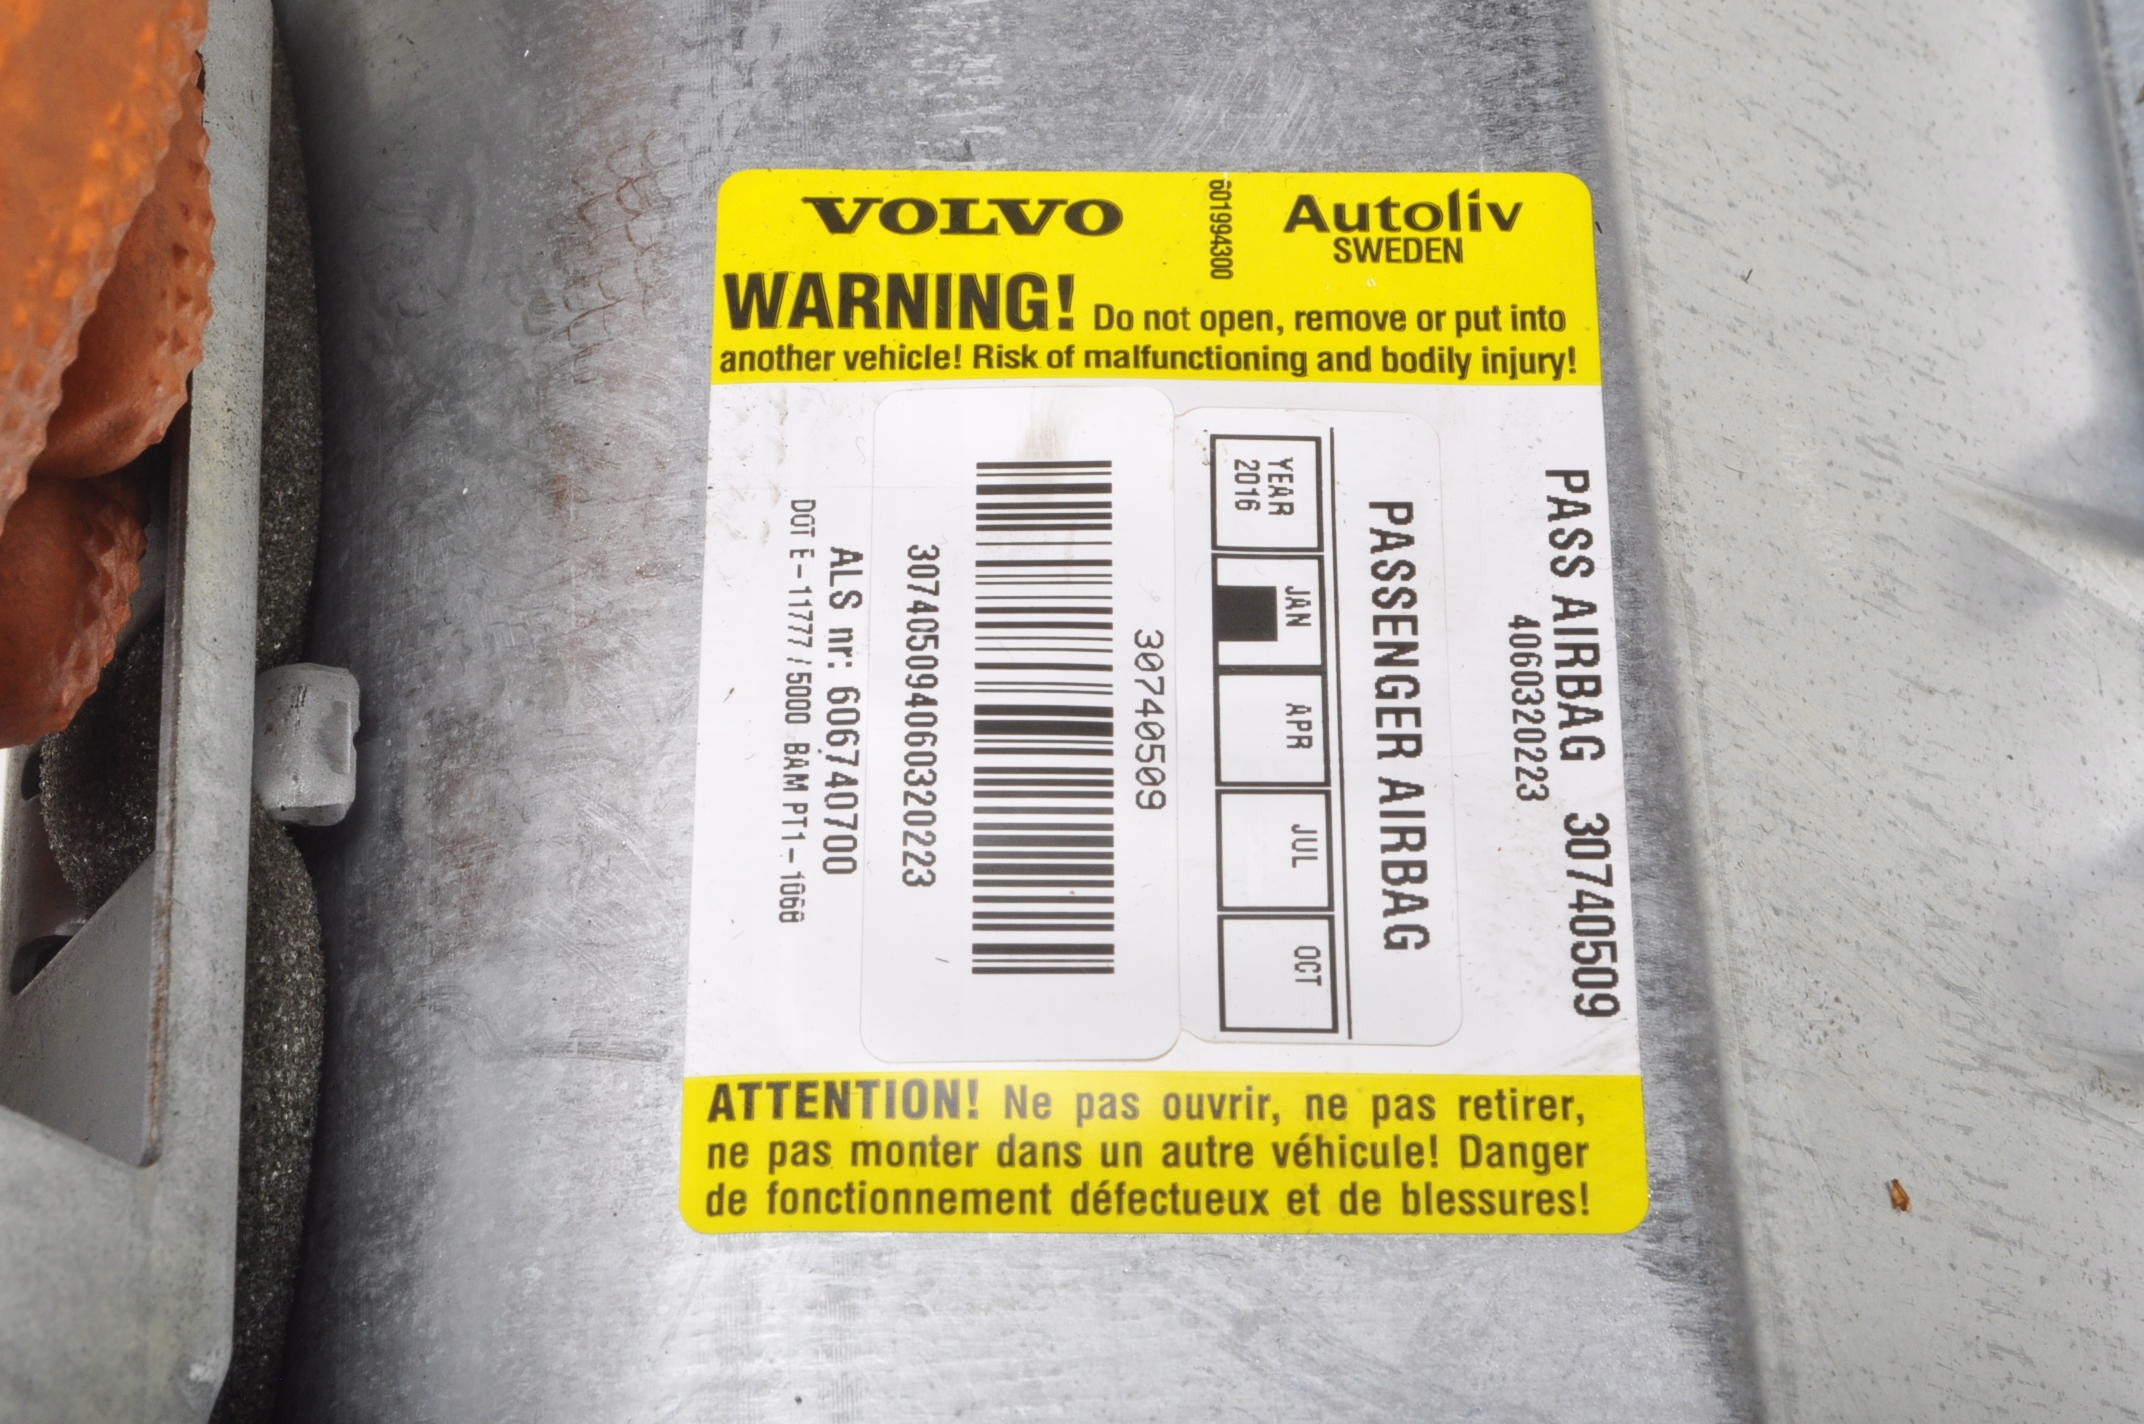 VOLVO
601994300
Autoliv
SWEDEN
WARNING! Do not open, remove or put into
another vehicle! Risk of malfunctioning and bodily injury!
PASS AIRBAG 30740509
4060320223
PASSENGER AIRBAG
YEAR
2016
JAN
APR
JUL
OCT
30740509
307405094060320223
ALS nr: 606740700
DOT E-11777 / 5000 BAM PT1-1068
ATTENTION! Ne pas ouvrir, ne pas retirer,
ne pas monter dans un autre véhicule! Danger
de fonctionnement défectueux et de blessures!